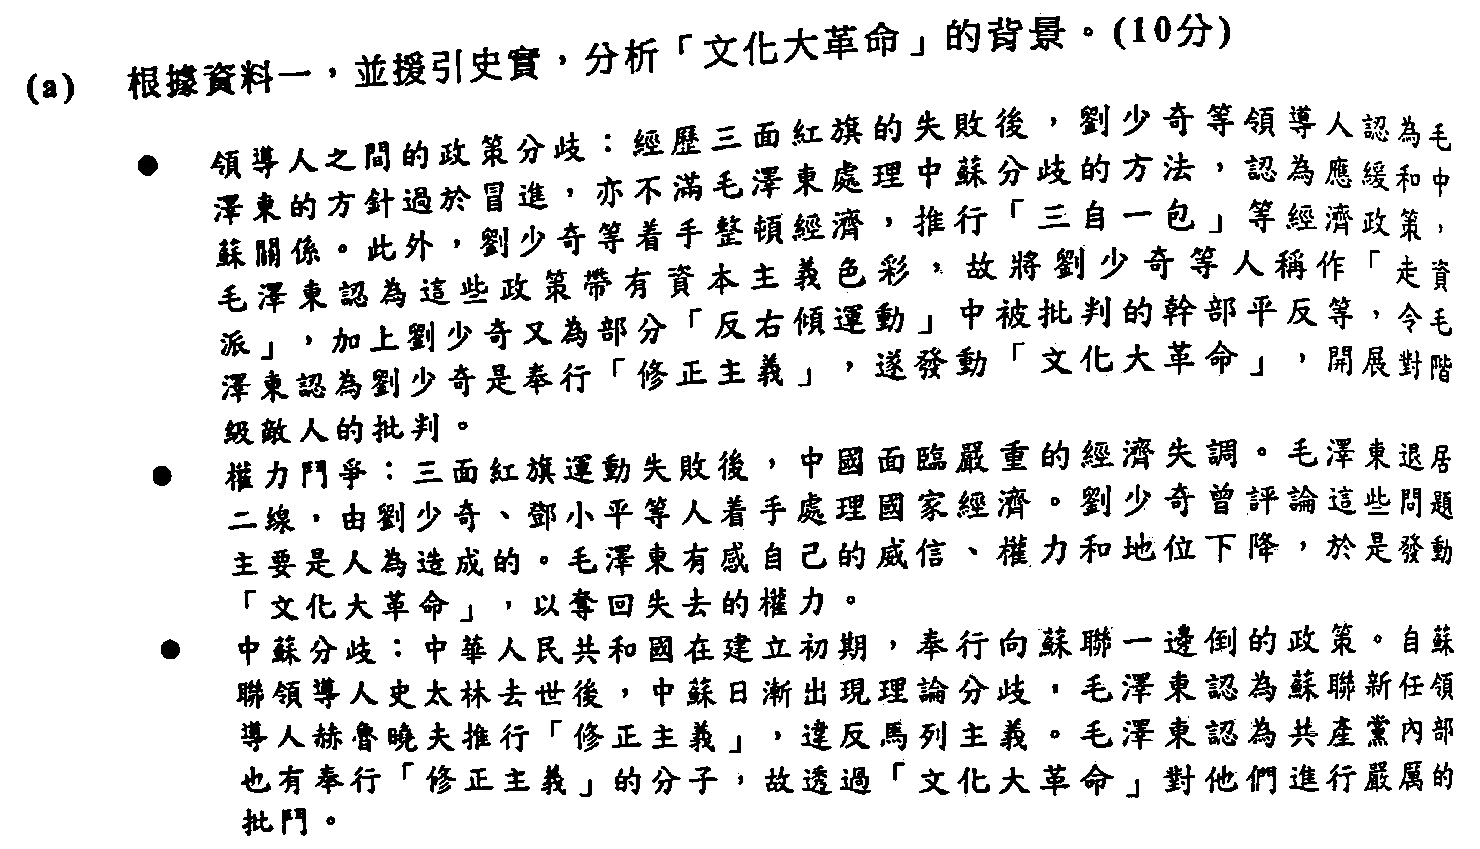 (a) 根據資料一，並援引史實，分析「文化大革命」的背景。(10分)
● 領導人之間的政策分歧：經歷三面紅旗的失敗後，劉少奇等領導人認為毛
澤東的方針過於冒進，亦不滿毛澤東處理中蘇分歧的方法，認為應緩和中
蘇關係。此外，劉少奇等着手整頓經濟，推行「三自一包」等經濟政策，
毛澤東認為這些政策帶有資本主義色彩，故將劉少奇等人稱作「走資
派」，加上劉少奇又為部分「反右傾運動」中被批判的幹部平反等，令毛
澤東認為劉少奇是奉行「修正主義」，遂發動「文化大革命」，開展對階
級敵人的批判。
● 權力鬥爭：三面紅旗運動失敗後，中國面臨嚴重的經濟失調。毛澤東退居
二線，由劉少奇、鄧小平等人着手處理國家經濟。劉少奇曾評論這些問題
主要是人為造成的。毛澤東有感自己的威信、權力和地位下降，於是發動
「文化大革命」，以奪回失去的權力。
● 中蘇分歧：中華人民共和國在建立初期，奉行向蘇聯一邊倒的政策。自蘇
聯領導人史太林去世後，中蘇日漸出現理論分歧，毛澤東認為蘇聯新任領
導人赫魯曉夫推行「修正主義」，違反馬列主義。毛澤東認為共產黨內部
也有奉行「修正主義」的分子，故透過「文化大革命」對他們進行嚴厲的
批鬥。